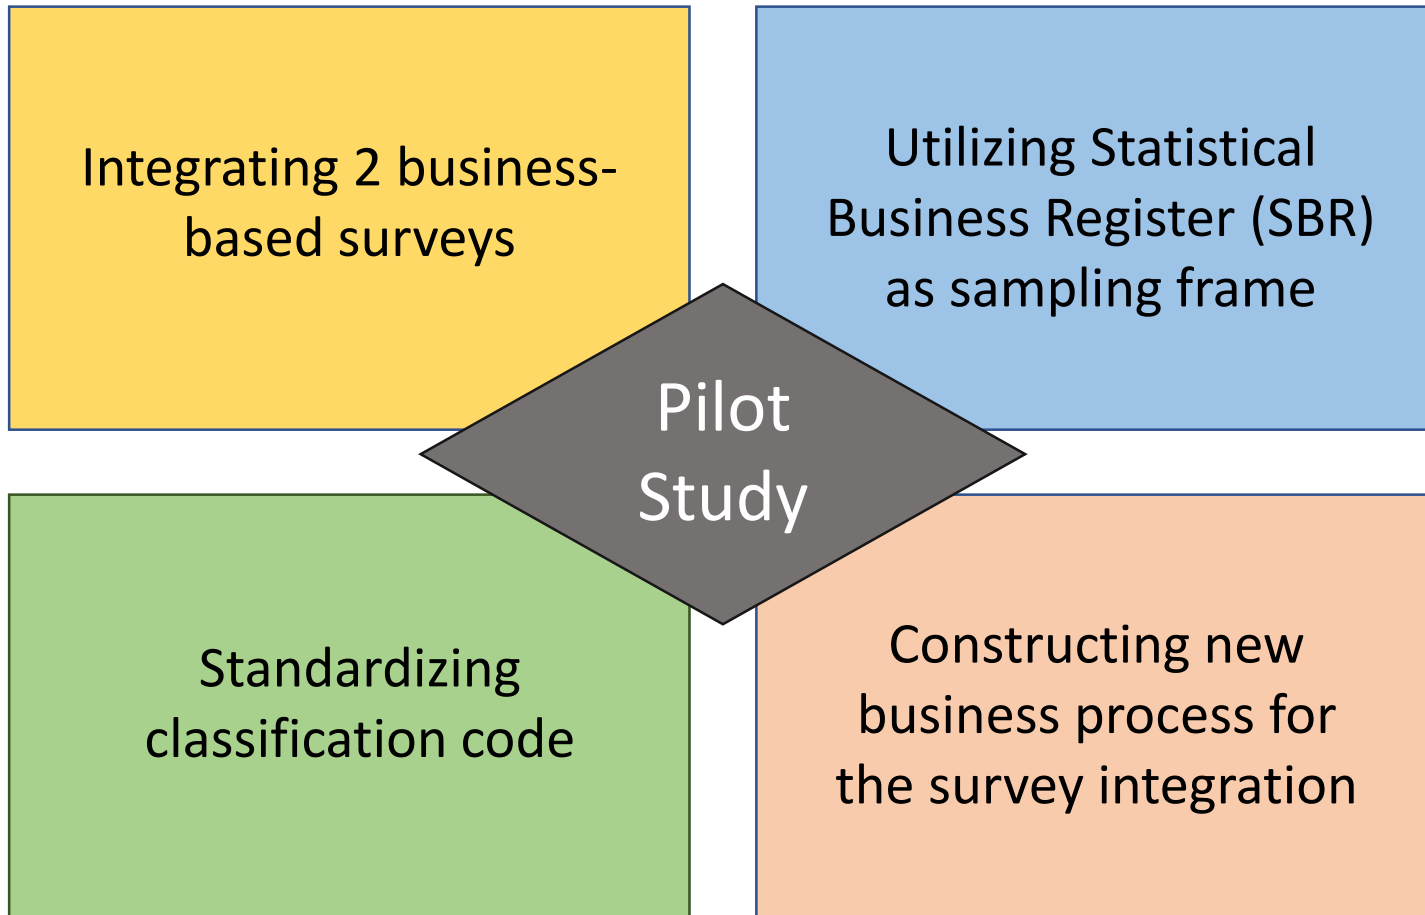 Integrating 2 business-
based surveys
Utilizing Statistical
Business Register (SBR)
as sampling frame
Pilot
Study
Standardizing
classification code
Constructing new
business process for
the survey integration